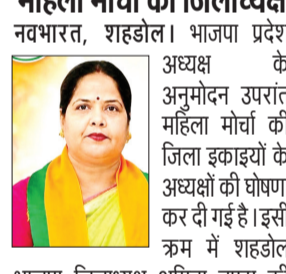 महिला मोर्चा की जिलाध्यक्ष
नवभारत, शहडोल। भाजपा प्रदेश
अध्यक्ष के
अनुमोदन उपरांत
महिला मोर्चा की
जिला इकाइयों के
अध्यक्षों की घोषणा
कर दी गई है। इसी
क्रम में शहडोल